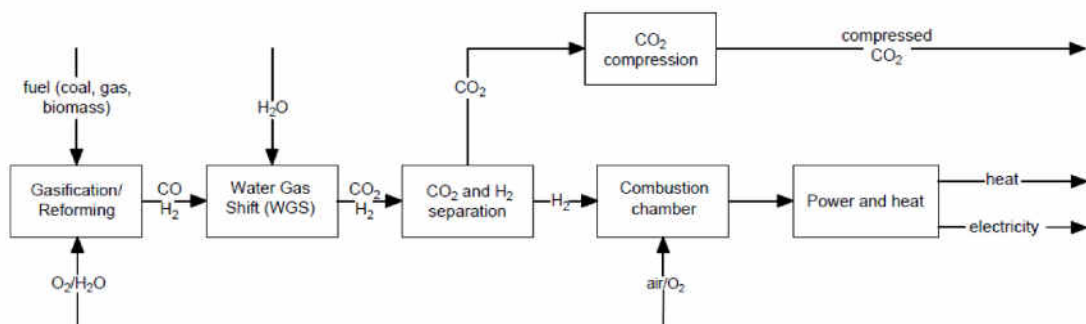 CO₂
compression
compressed
CO₂
fuel (coal, gas,
biomass)
H₂O
CO₂
Gasification/
Reforming
CO
H₂
Water Gas
Shift (WGS)
CO₂
H₂
CO₂ and H₂
separation
H₂
Combustion
chamber
Power and heat
heat
electricity
O₂/H₂O
air/O₂